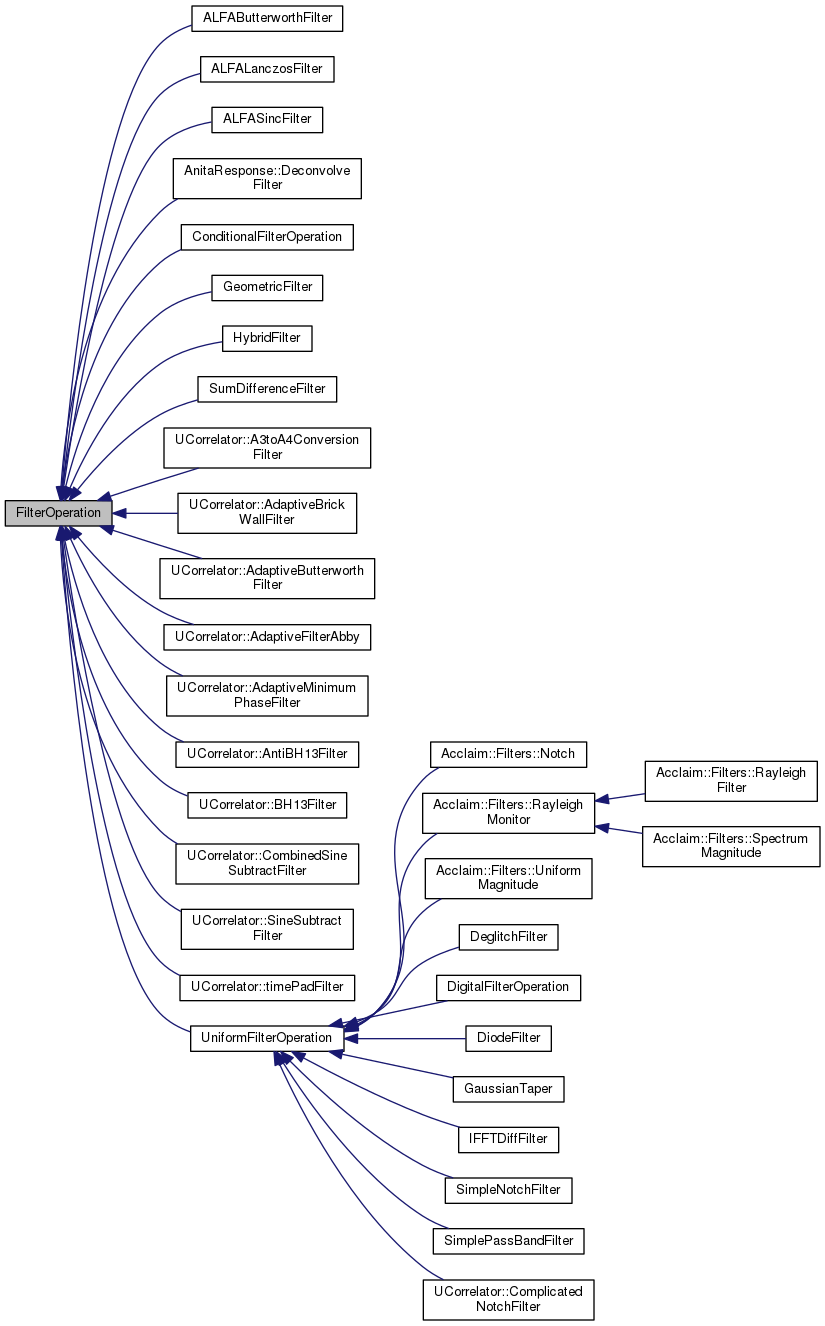 ALFAButterworthFilter
ALFALanczosFilter
ALFASincFilter
AnitaResponse::Deconvolve
Filter
ConditionalFilterOperation
GeometricFilter
HybridFilter
SumDifferenceFilter
UCorrelator::A3toA4Conversion
Filter
FilterOperation
UCorrelator::AdaptiveBrick
WallFilter
UCorrelator::AdaptiveButterworth
Filter
UCorrelator::AdaptiveFilterAbby
UCorrelator::AdaptiveMinimum
PhaseFilter
UCorrelator::AntiBH13Filter
UCorrelator::BH13Filter
UCorrelator::CombinedSine
SubtractFilter
UCorrelator::SineSubtract
Filter
UCorrelator::timePadFilter
UniformFilterOperation
Acclaim::Filters::Notch
Acclaim::Filters::Rayleigh
Monitor
Acclaim::Filters::Rayleigh
Filter
Acclaim::Filters::Spectrum
Magnitude
Acclaim::Filters::Uniform
Magnitude
DeglitchFilter
DigitalFilterOperation
DiodeFilter
GaussianTaper
IFFTDiffFilter
SimpleNotchFilter
SimplePassBandFilter
UCorrelator::Complicated
NotchFilter